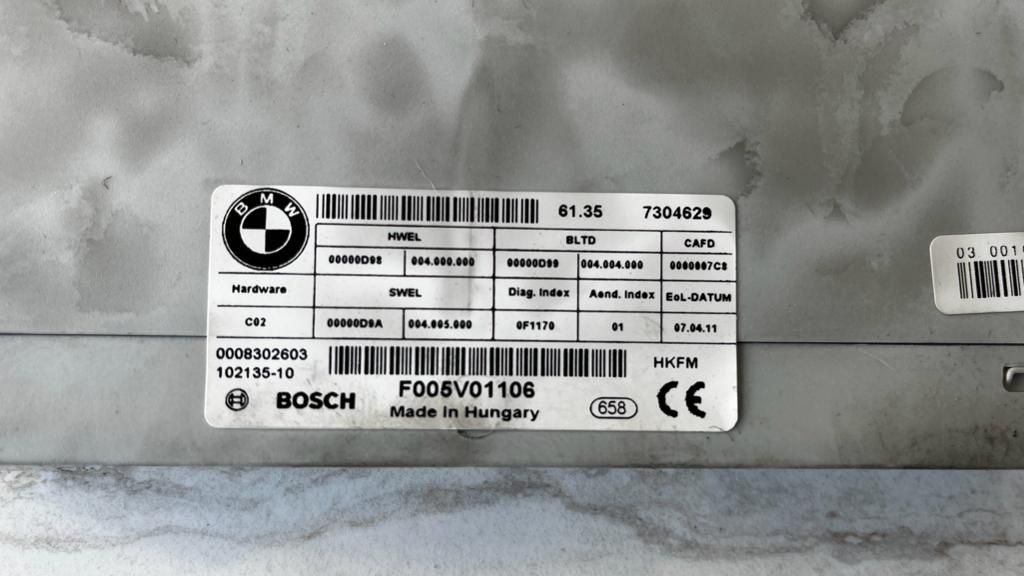 BMW
61.35 7304629
HWEL BLTD CAFD
00000D98 004.000.000 00000D99 004.004.000 0000007C8
Hardware SWEL Diag. Index Aend. Index EoL-DATUM
C02 00000D9A 004.005.000 0F1170 01 07.04.11
0008302603 HKFM
102135-10
BOSCH F005V01106
Made in Hungary 658 CE
03 001